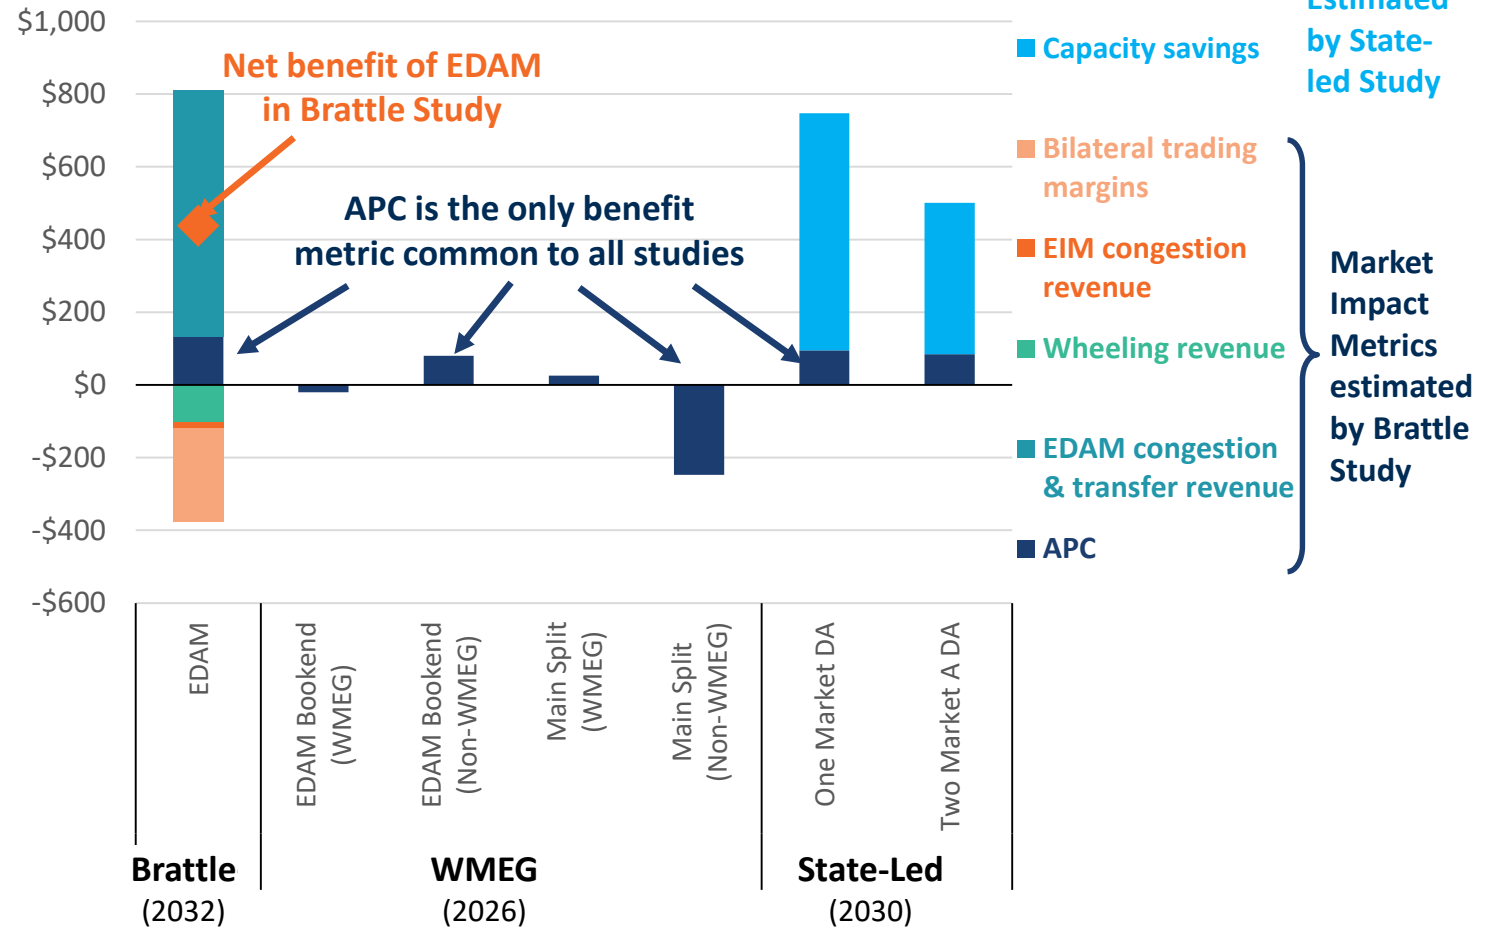 $1,000
$800
$600
$400
$200
$0
-$200
-$400
-$600
Net benefit of EDAM
in Brattle Study
APC is the only benefit
metric common to all studies
Estimated
by State-
led Study
Capacity savings
Bilateral trading
margins
EIM congestion
revenue
Wheeling revenue
EDAM congestion
& transfer revenue
APC
Market
Impact
Metrics
estimated
by Brattle
Study
EDAM
EDAM Bookend
(WMEG)
EDAM Bookend
(Non-WMEG)
Main Split
(WMEG)
Main Split
(Non-WMEG)
One Market DA
Two Market A DA
Brattle
(2032)
WMEG
(2026)
State-Led
(2030)